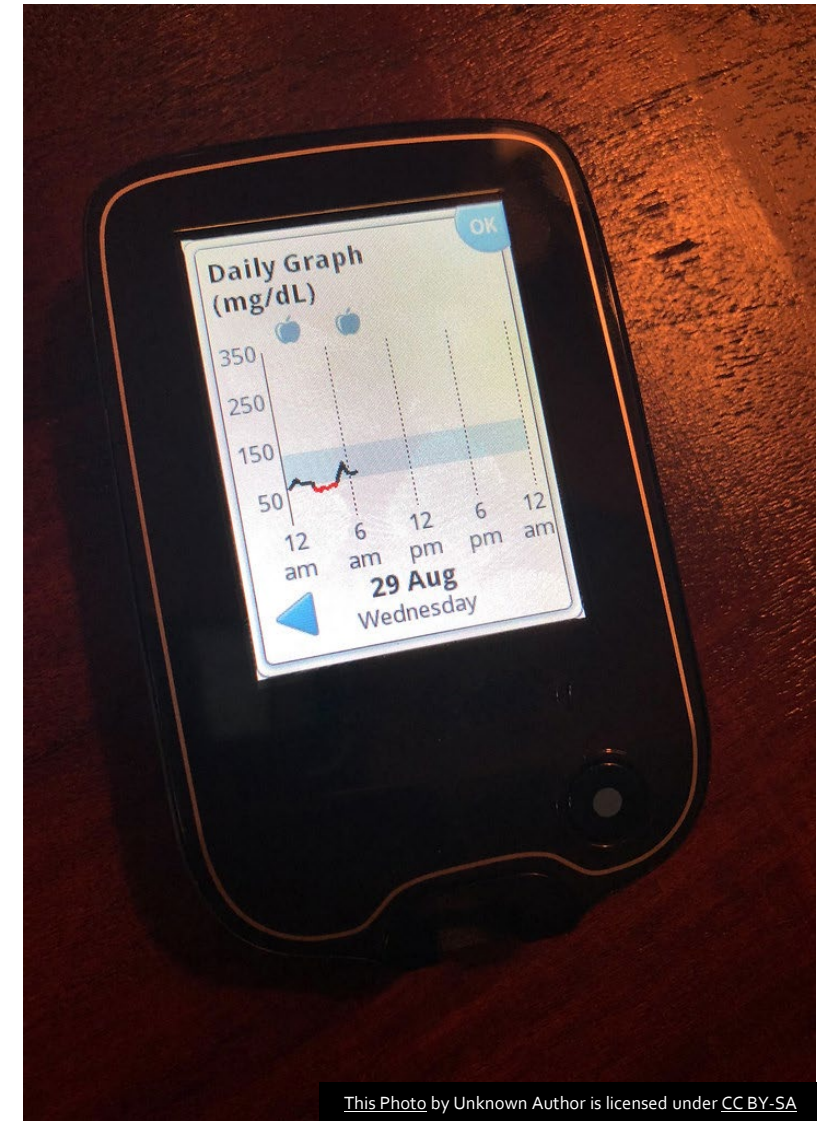 OK
Daily Graph
(mg/dL)
350
250
150
50
12 6 12 6 12
am am pm pm am
29 Aug
Wednesday
This Photo by Unknown Author is licensed under CC BY-SA